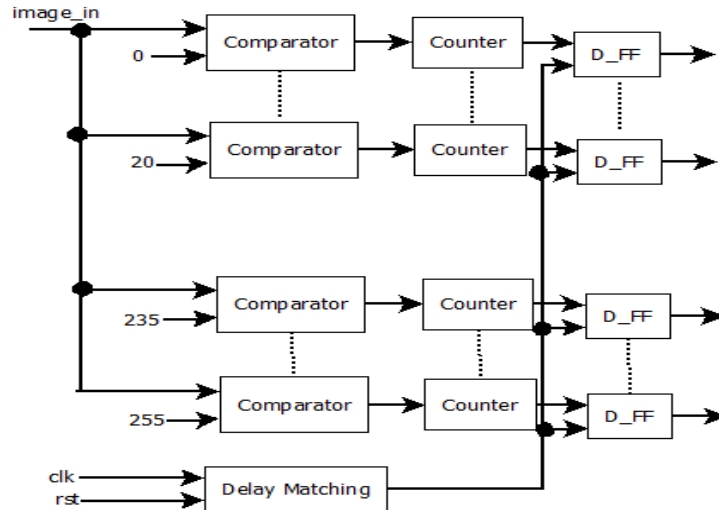 image_in
Comparator
Counter
D_FF
0
Comparator
Counter
D_FF
20
Comparator
Counter
D_FF
235
Comparator
Counter
D_FF
255
clk
rst
Delay Matching